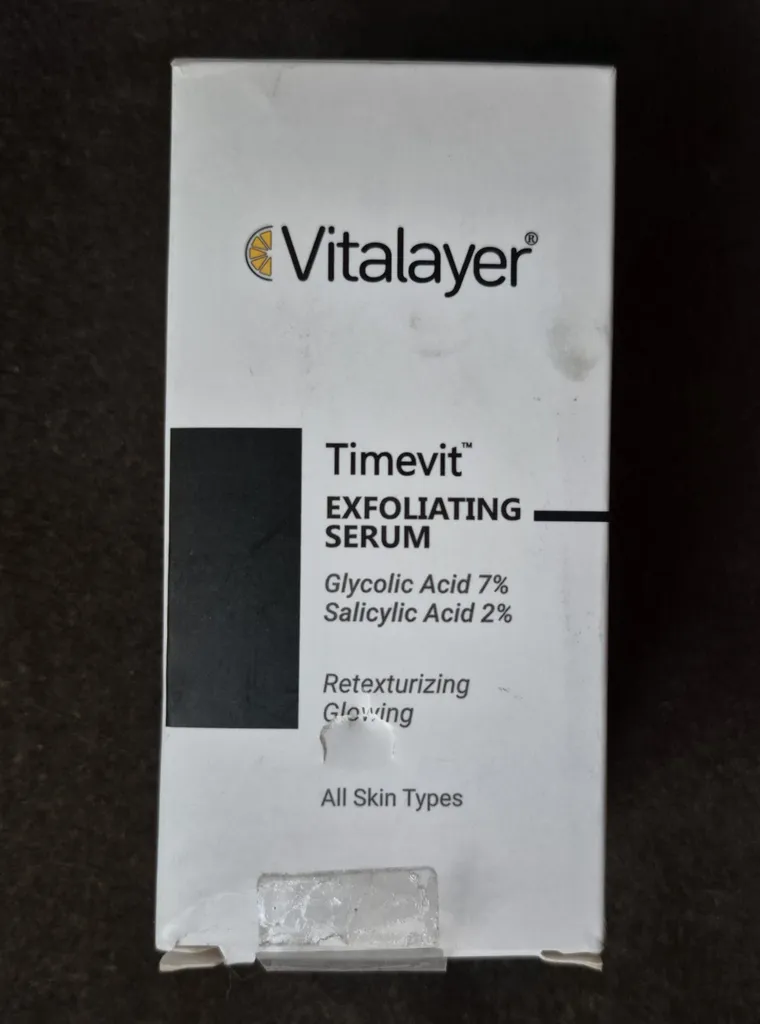 Vitalayer®
Timevit™
EXFOLIATING
SERUM
Glycolic Acid 7%
Salicylic Acid 2%
Retexturizing
Glowing
All Skin Types